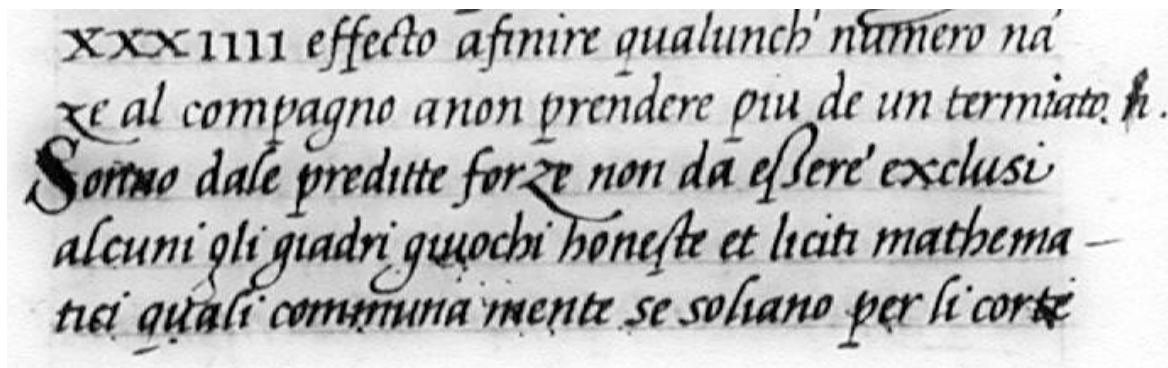 XXXIIII effecto afinire qualunch' numero nā
ze al compagno anon prendere piu de un termiato. n.
Sonno dale preditte forze non da eßere exclusi
alcuni gli giadri giuochi honeste et liciti mathema –
tici quali communa mente se soliano per li corte